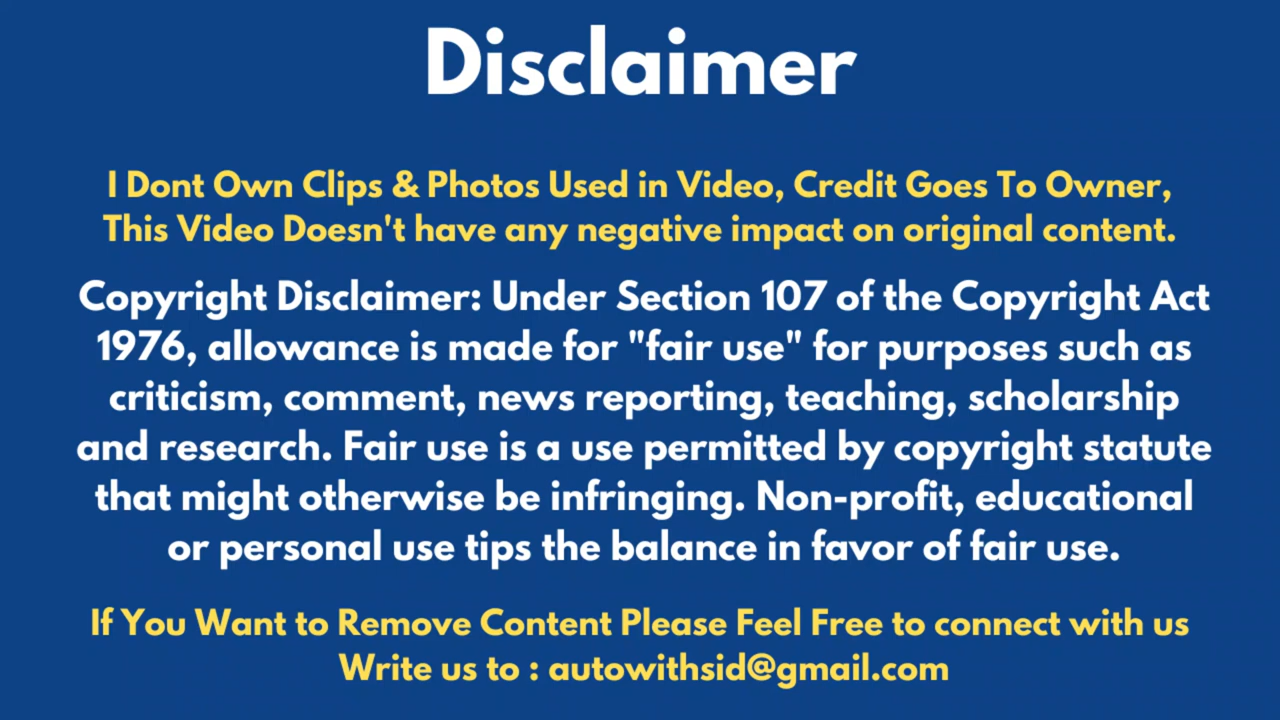 Disclaimer
I Dont Own Clips & Photos Used in Video, Credit Goes To Owner,
This Video Doesn't have any negative impact on original content.
Copyright Disclaimer: Under Section 107 of the Copyright Act
1976, allowance is made for "fair use" for purposes such as
criticism, comment, news reporting, teaching, scholarship
and research. Fair use is a use permitted by copyright statute
that might otherwise be infringing. Non-profit, educational
or personal use tips the balance in favor of fair use.
If You Want to Remove Content Please Feel Free to connect with us
Write us to : autowithsid@gmail.com